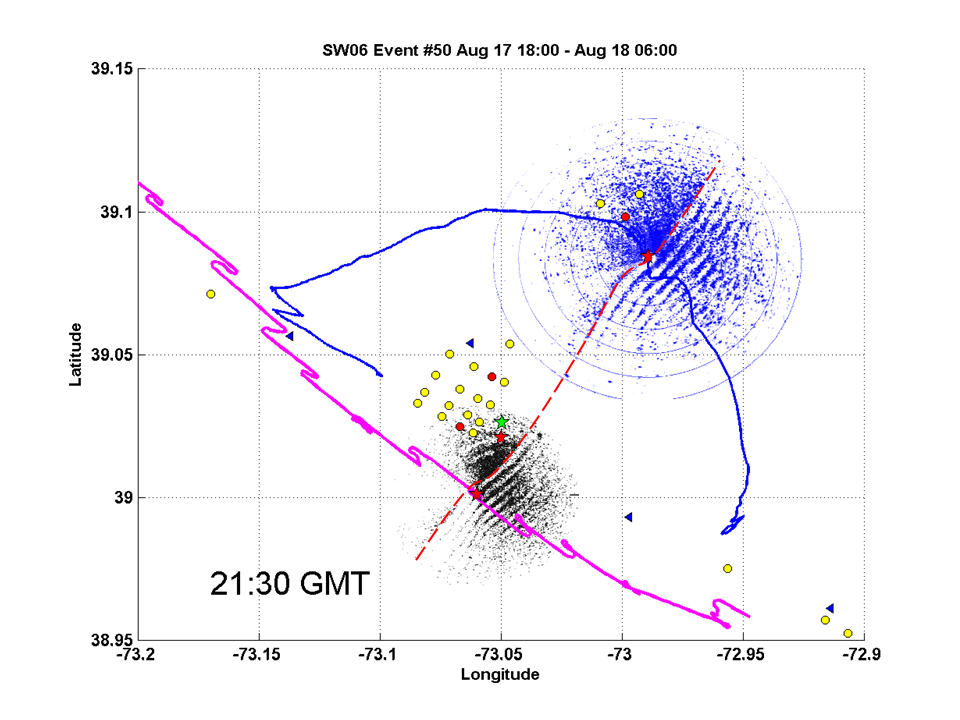 SW06 Event #50 Aug 17 18:00 - Aug 18 06:00
39.15
39.1
39.05
39
38.95
Latitude
21:30 GMT
-73.2 -73.15 -73.1 -73.05 -73 -72.95 -72.9
Longitude